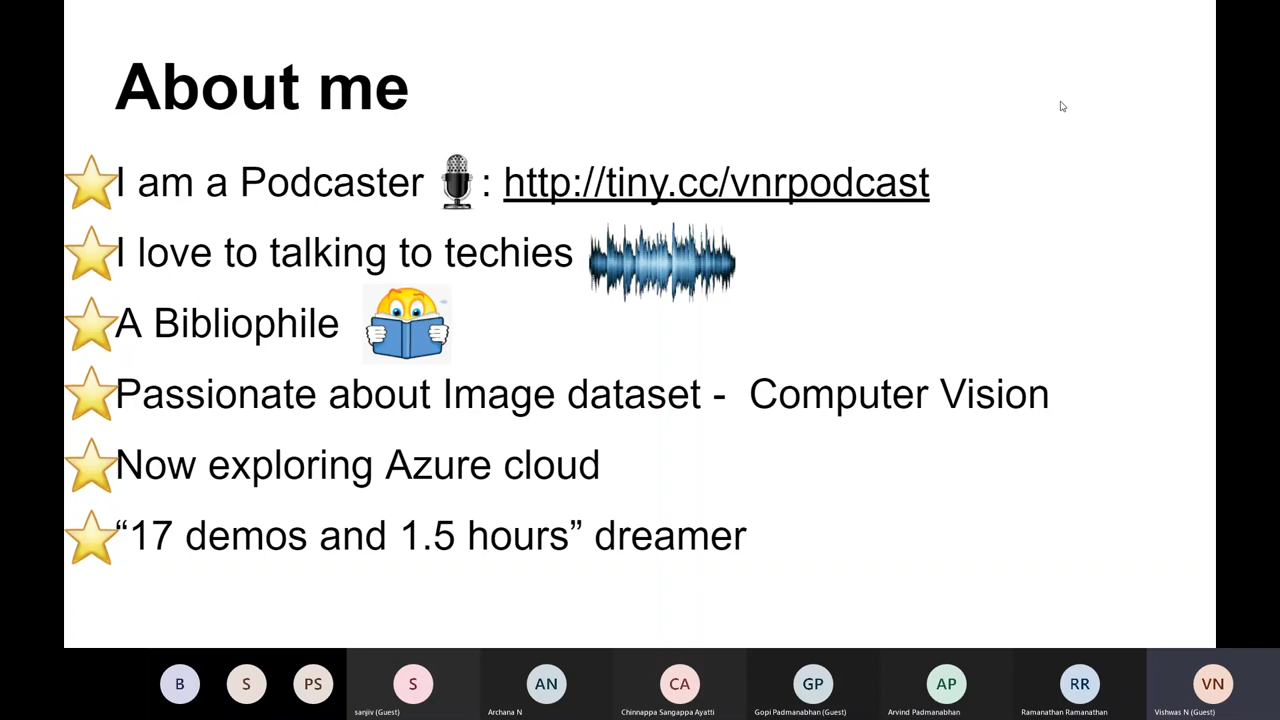 About me
I am a Podcaster : http://tiny.cc/vnrpodcast
I love to talking to techies
A Bibliophile
Passionate about Image dataset - Computer Vision
Now exploring Azure cloud
“17 demos and 1.5 hours” dreamer
B S PS S AN CA GP AP RR VN
sanjiv (Guest) Archana N Chinnappa Sangappa Ayatti Gopi Padmanabhan (Guest) Arvind Padmanabhan Ramanathan Ramanathan Vishwas N (Guest)